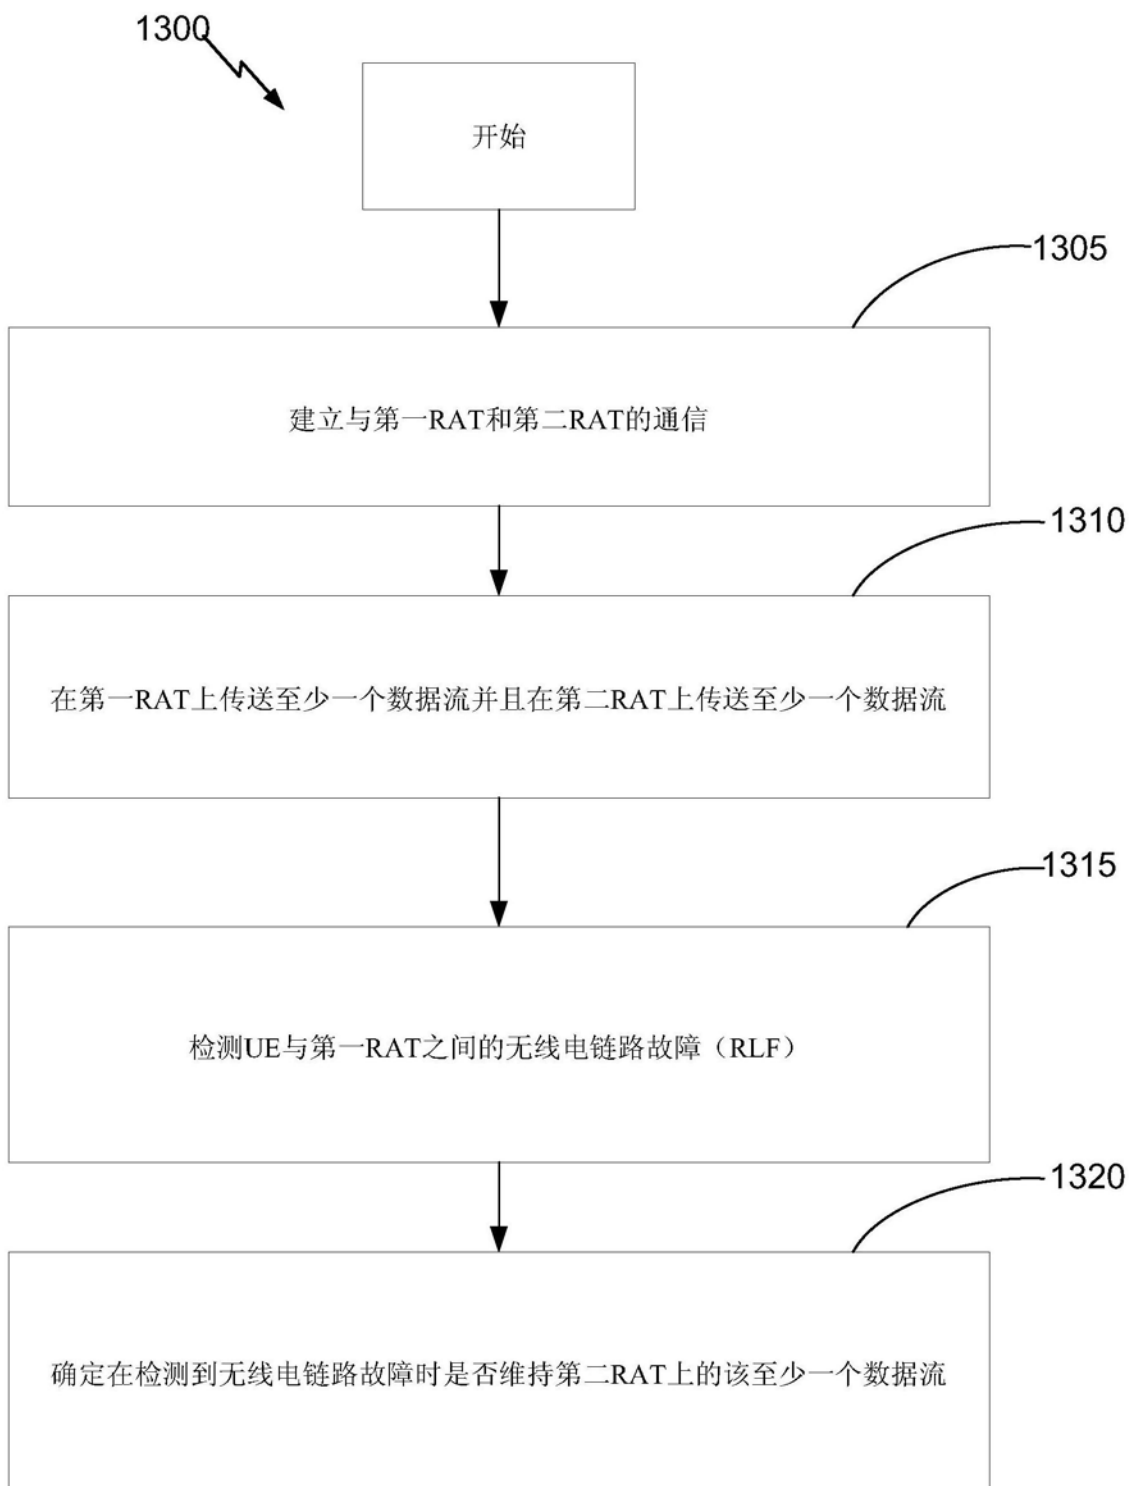 1300
开始
1305
建立与第一RAT和第二RAT的通信
1310
在第一RAT上传送至少一个数据流并且在第二RAT上传送至少一个数据流
1315
检测UE与第一RAT之间的无线电链路故障（RLF）
1320
确定在检测到无线电链路故障时是否维持第二RAT上的该至少一个数据流